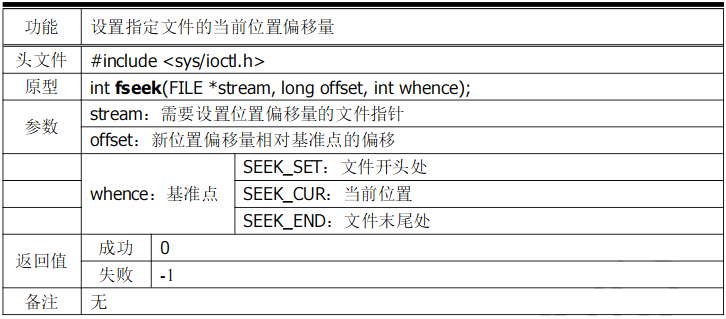 功能 设置指定文件的当前位置偏移量
头文件 #include <sys/ioctl.h>
原型 int fseek(FILE *stream, long offset, int whence);
参数 stream：需要设置位置偏移量的文件指针
offset：新位置偏移量相对基准点的偏移
whence：基准点 SEEK_SET：文件开头处
SEEK_CUR：当前位置
SEEK_END：文件末尾处
返回值 成功 0
失败 -1
备注 无